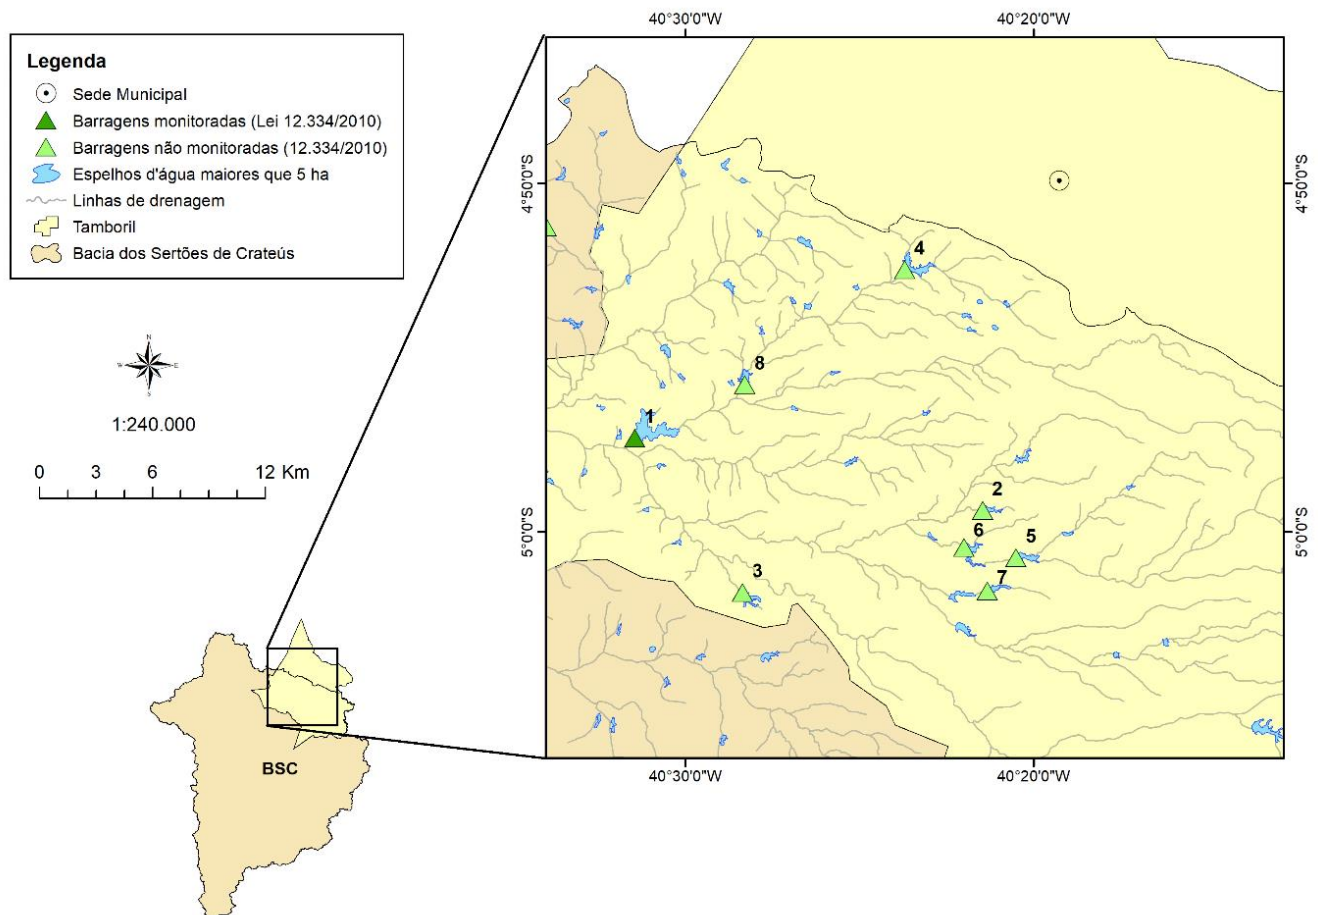 Legenda
Sede Municipal
Barragens monitoradas (Lei 12.334/2010)
Barragens não monitoradas (12.334/2010)
Espelhos d'água maiores que 5 ha
Linhas de drenagem
Tamboril
Bacia dos Sertões de Crateús
N
W
E
S
1:240.000
0 3 6 12 Km
BSC
40°30'0"W 40°20'0"W
4°50'0"S 4°50'0"S
4
8
1
2
6
5
5°0'0"S 5°0'0"S
3
7
40°30'0"W 40°20'0"W